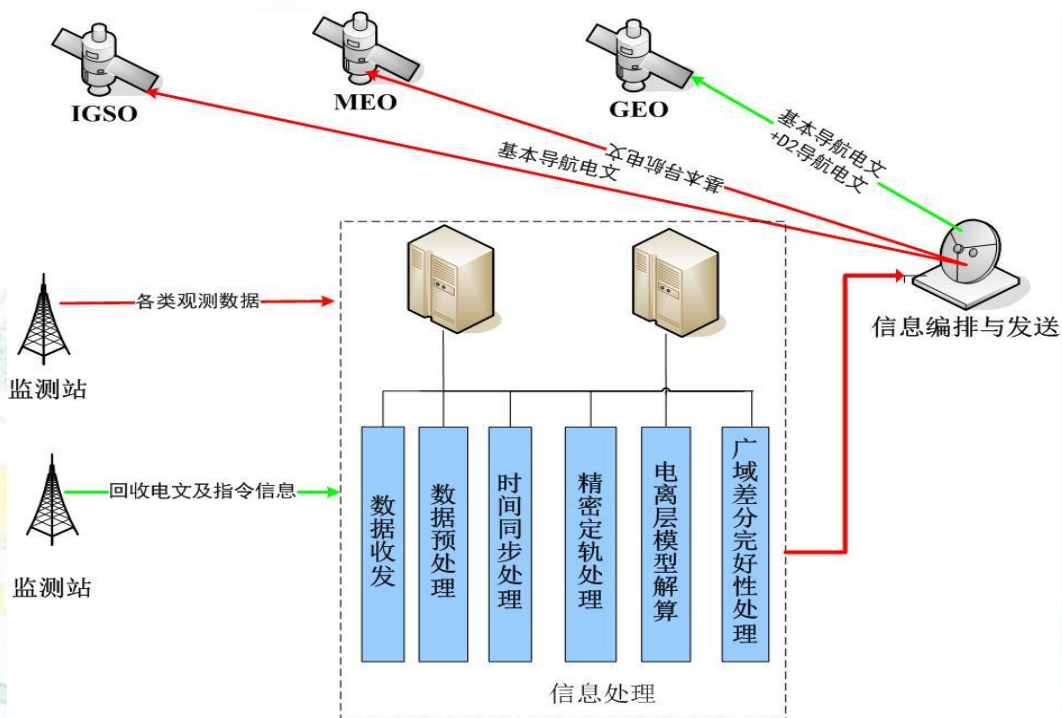 IGSO
MEO
GEO
基本导航电文
+D2导航电文
基本导航电文
基本导航电文
各类观测数据
监测站
信息编排与发送
回收电文及指令信息
监测站
数据收发
数据预处理
时间同步处理
精密定轨处理
电离层模型解算
广域差分完好性处理
信息处理